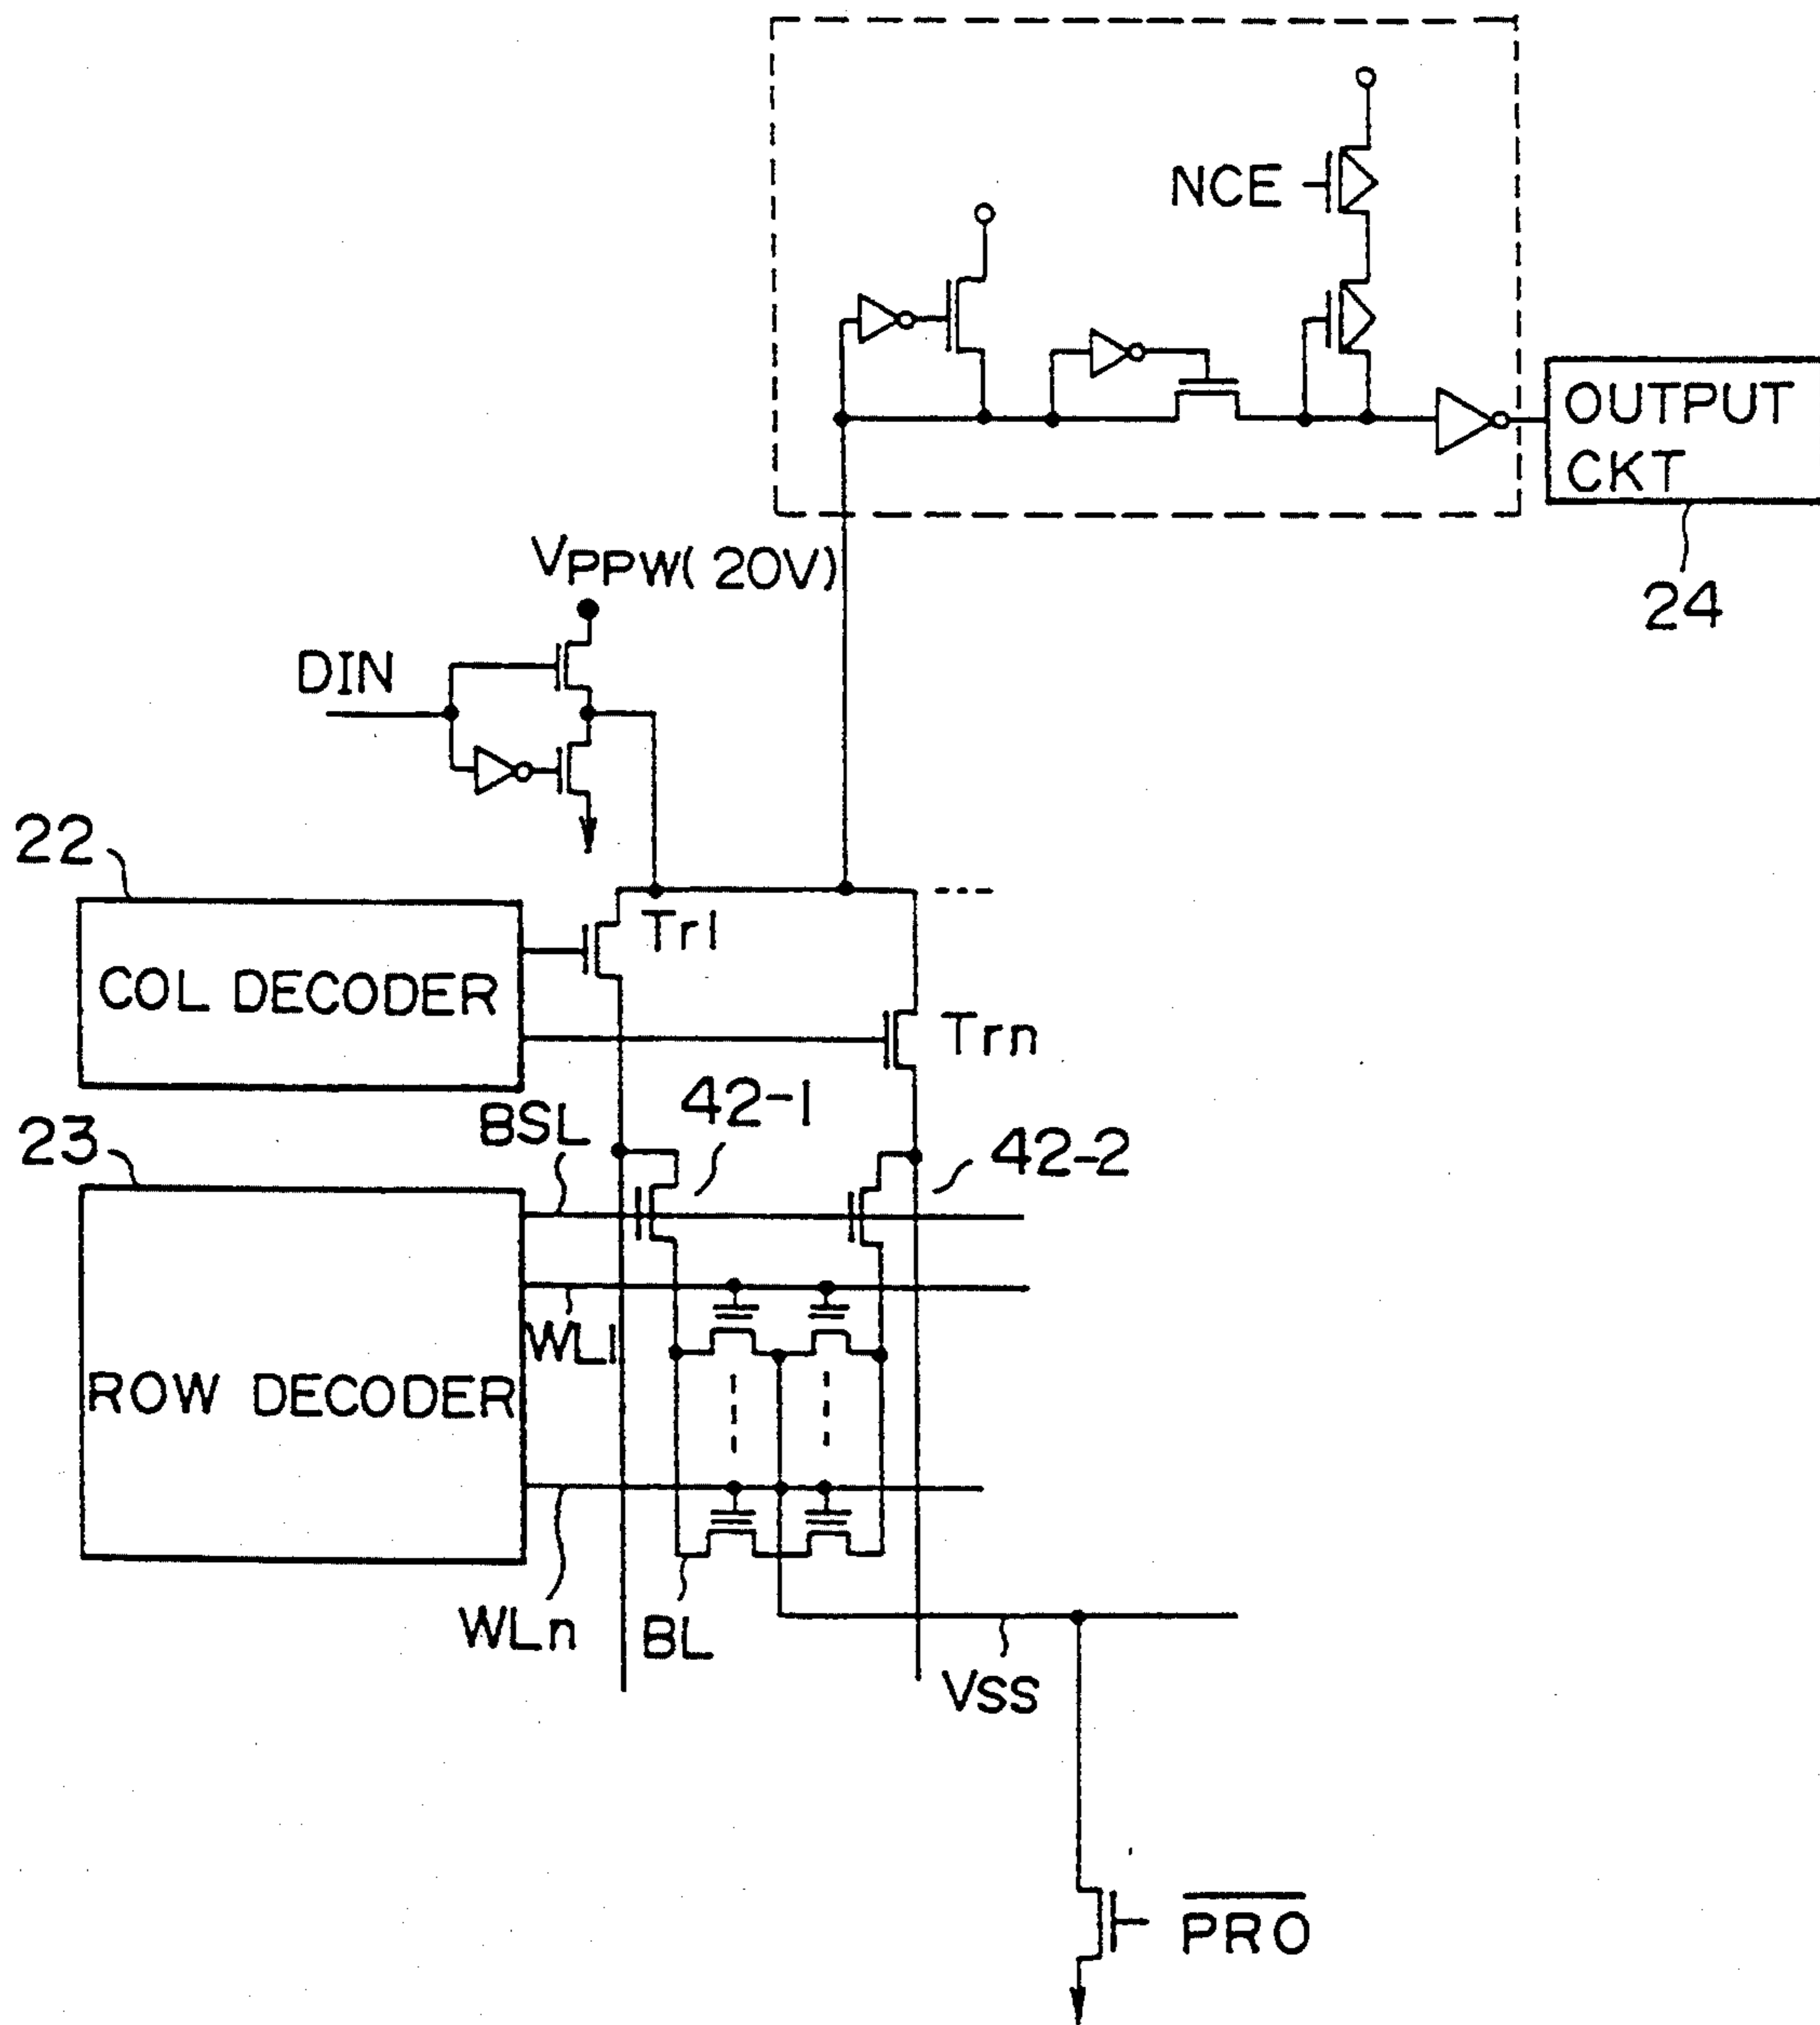 NCE
OUTPUT
CKT
24
VPPW(20V)
DIN
22
Tr1
COL DECODER
Trn
42-1
BSL
42-2
23
WLi
ROW DECODER
WLn
BL
VSS
PRO